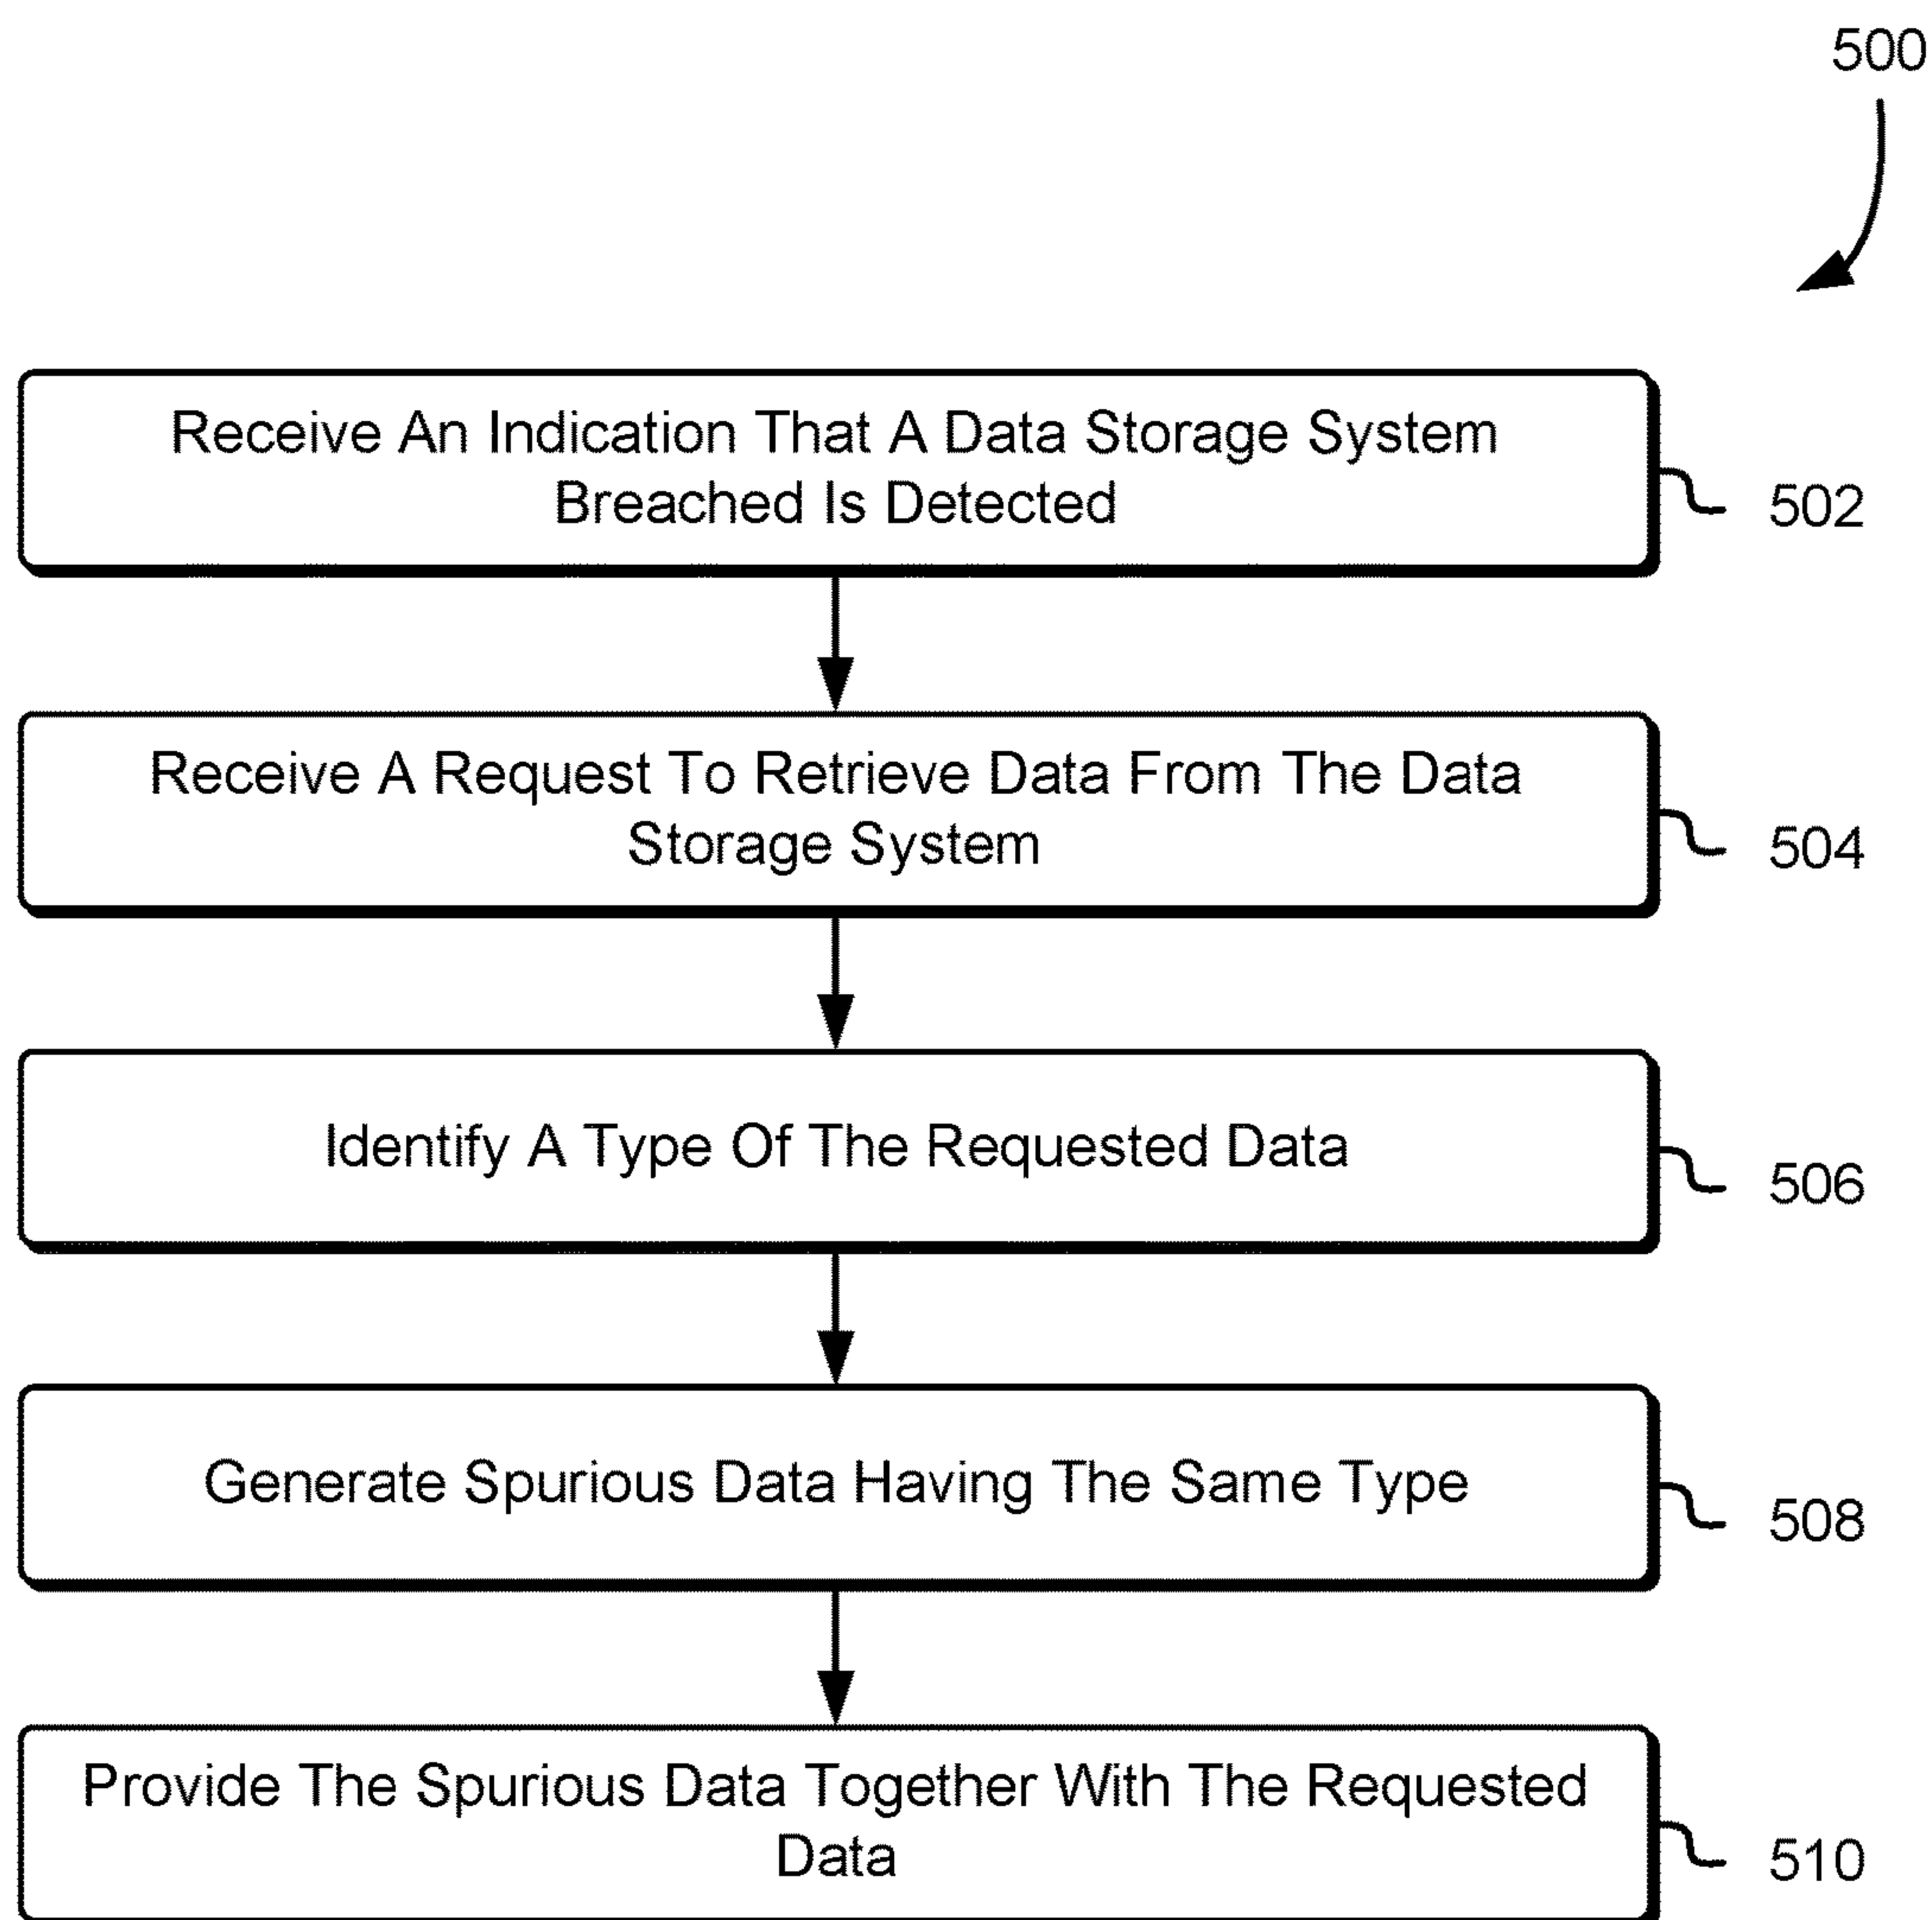 500
Receive An Indication That A Data Storage System
Breached Is Detected
502
Receive A Request To Retrieve Data From The Data
Storage System
504
Identify A Type Of The Requested Data
506
Generate Spurious Data Having The Same Type
508
Provide The Spurious Data Together With The Requested
Data
510